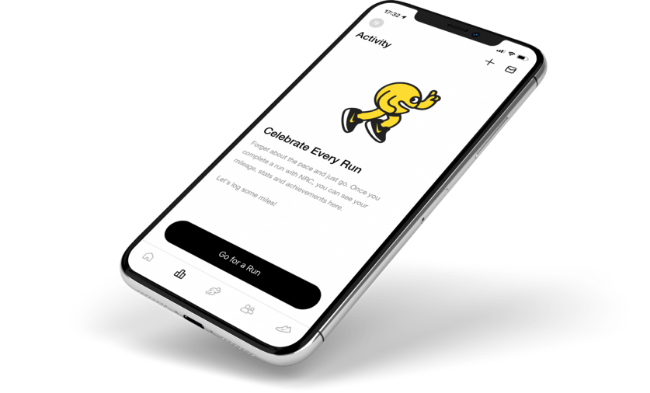 17:32
Activity
Celebrate Every Run
Forget about the pace and just go. Once you
complete a run with NRC, you can see your
mileage, stats and achievements here.
Let's log some miles!
Go for a Run